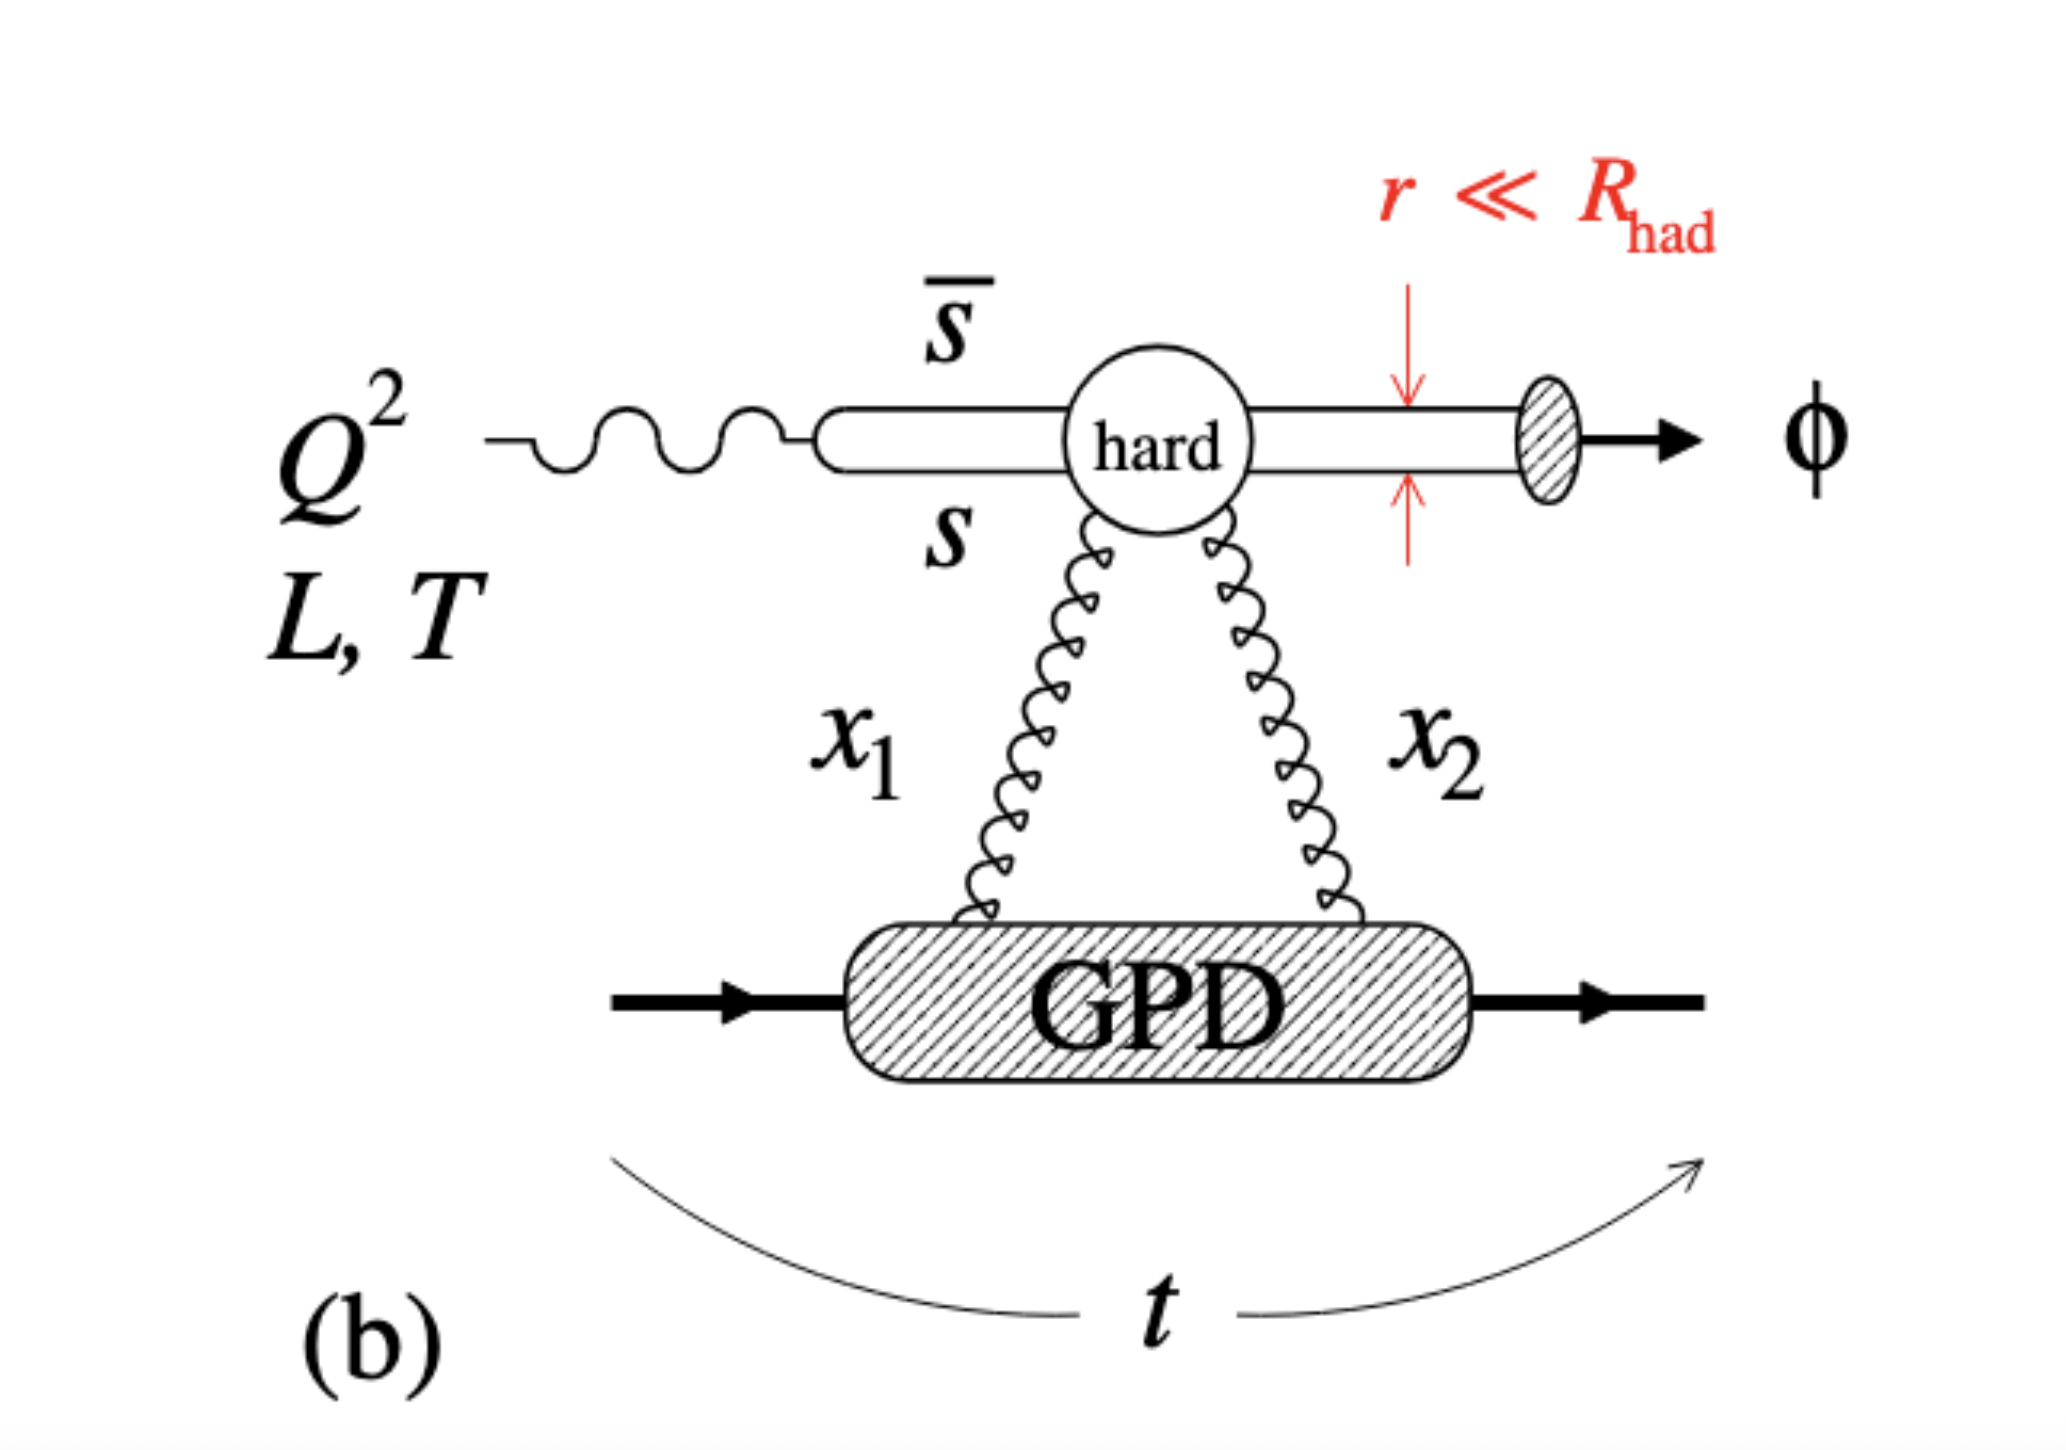 r ≪ R_had
s̅
Q² hard ϕ
s
L, T
x₁ x₂
GPD
t
(b)